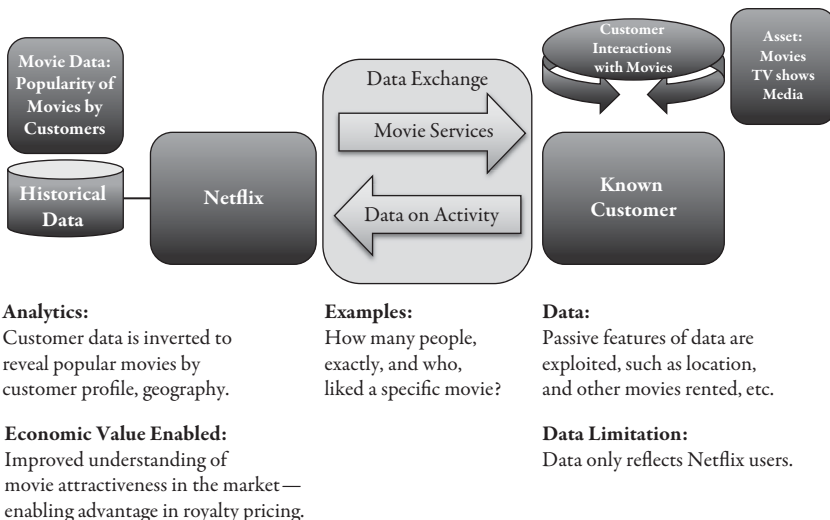 Movie Data:
Popularity of
Movies by
Customers
Historical
Data
Netflix
Data Exchange
Movie Services
Data on Activity
Customer
Interactions
with Movies
Asset:
Movies
TV shows
Media
Known
Customer
Analytics:
Customer data is inverted to
reveal popular movies by
customer profile, geography.
Economic Value Enabled:
Improved understanding of
movie attractiveness in the market—
enabling advantage in royalty pricing.
Examples:
How many people,
exactly, and who,
liked a specific movie?
Data:
Passive features of data are
exploited, such as location,
and other movies rented, etc.
Data Limitation:
Data only reflects Netflix users.